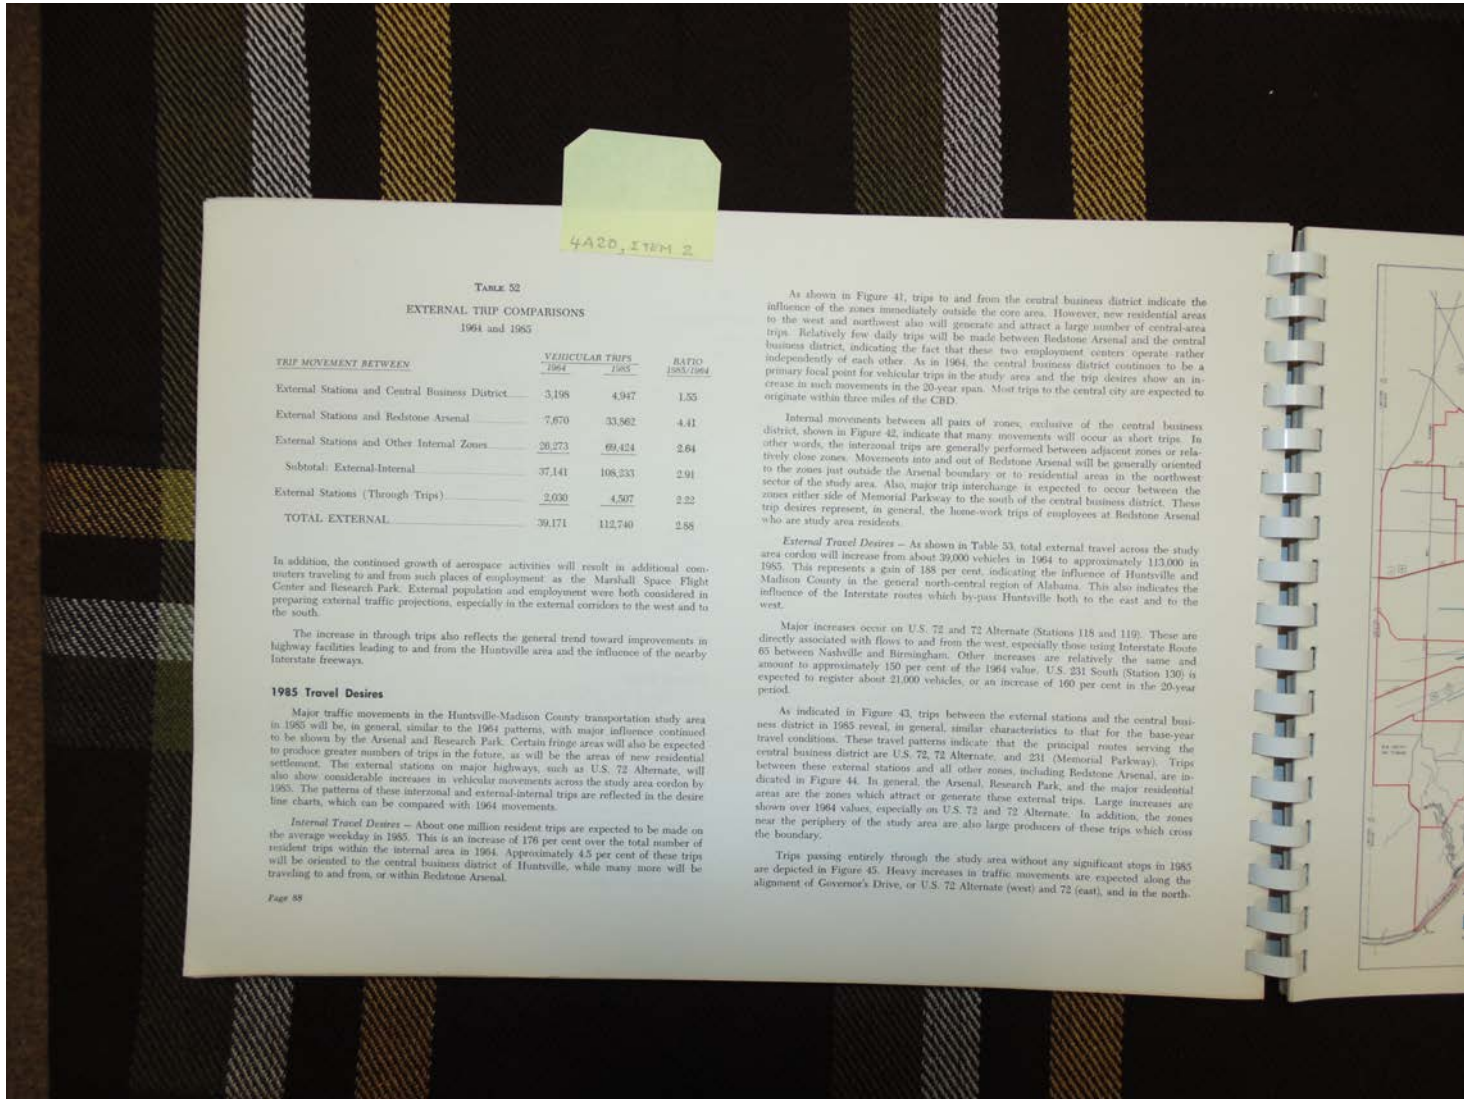 4A20, ITEM 2
TABLE 52
EXTERNAL TRIP COMPARISONS
1964 and 1985
TRIP MOVEMENT BETWEEN VEHICULAR TRIPS RATIO
1964 1985 1985/1964
External Stations and Central Business District 3,198 4,947 1.55
External Stations and Redstone Arsenal 7,670 33,862 4.41
External Stations and Other Internal Zones 26,273 69,424 2.64
Subtotal: External-Internal 37,141 108,233 2.91
External Stations (Through Trips) 2,030 4,507 2.22
TOTAL EXTERNAL 39,171 112,740 2.88
In addition, the continued growth of aerospace activities will result in additional com-
muters traveling to and from such places of employment as the Marshall Space Flight
Center and Research Park. External population and employment were both considered in
preparing external traffic projections, especially in the external corridors to the west and to
the south.
The increase in through trips also reflects the general trend toward improvements in
highway facilities leading to and from the Huntsville area and the influence of the nearby
Interstate freeways.
1985 Travel Desires
Major traffic movements in the Huntsville-Madison County transportation study area
in 1985 will be, in general, similar to the 1964 patterns, with major influence continued
to be shown by the Arsenal and Research Park. Certain fringe areas will also be expected
to produce greater numbers of trips in the future, as will be the areas of new residential
settlement. The external stations on major highways, such as U.S. 72 Alternate, will
also show considerable increases in vehicular movements across the study area cordon by
1985. The patterns of these interzonal and external-internal trips are reflected in the desire
line charts, which can be compared with 1964 movements.
Internal Travel Desires — About one million resident trips are expected to be made on
the average weekday in 1985. This is an increase of 176 per cent over the total number of
resident trips within the internal area in 1964. Approximately 4.5 per cent of these trips
will be oriented to the central business district of Huntsville, while many more will be
traveling to and from, or within Redstone Arsenal.
Page 88
As shown in Figure 41, trips to and from the central business district indicate the
influence of the zones immediately outside the core area. However, new residential areas
to the west and northwest also will generate and attract a large number of central-area
trips. Relatively few daily trips will be made between Redstone Arsenal and the central
business district, indicating the fact that these two employment centers operate rather
independently of each other. As in 1964, the central business district continues to be a
primary focal point for vehicular trips in the study area and the trip desires show an in-
crease in such movements in the 20-year span. Most trips to the central city are expected to
originate within three miles of the CBD.
Internal movements between all pairs of zones, exclusive of the central business
district, shown in Figure 42, indicate that many movements will occur as short trips. In
other words, the interzonal trips are generally performed between adjacent zones or rela-
tively close zones. Movements into and out of Redstone Arsenal will be generally oriented
to the zones just outside the Arsenal boundary or to residential areas in the northwest
sector of the study area. Also, major trip interchange is expected to occur between the
zones either side of Memorial Parkway to the south of the central business district. These
trip desires represent, in general, the home-work trips of employees at Redstone Arsenal
who are study area residents.
External Travel Desires — As shown in Table 53, total external travel across the study
area cordon will increase from about 39,000 vehicles in 1964 to approximately 113,000 in
1985. This represents a gain of 188 per cent, indicating the influence of Huntsville and
Madison County in the general north-central region of Alabama. This also indicates the
influence of the Interstate routes which by-pass Huntsville both to the east and to the
west.
Major increases occur on U.S. 72 and 72 Alternate (Stations 118 and 119). These are
directly associated with flows to and from the west, especially those using Interstate Route
65 between Nashville and Birmingham. Other increases are relatively the same and
amount to approximately 150 per cent of the 1964 value. U.S. 231 South (Station 130) is
expected to register about 21,000 vehicles, or an increase of 160 per cent in the 20-year
period.
As indicated in Figure 43, trips between the external stations and the central busi-
ness district in 1985 reveal, in general, similar characteristics to that for the base-year
travel conditions. These travel patterns indicate that the principal routes serving the
central business district are U.S. 72, 72 Alternate, and 231 (Memorial Parkway). Trips
between these external stations and all other zones, including Redstone Arsenal, are in-
dicated in Figure 44. In general, the Arsenal, Research Park, and the major residential
areas are the zones which attract or generate these external trips. Large increases are
shown over 1964 values, especially on U.S. 72 and 72 Alternate. In addition, the zones
near the periphery of the study area are also large producers of these trips which cross
the boundary.
Trips passing entirely through the study area without any significant stops in 1985
are depicted in Figure 45. Heavy increases in traffic movements are expected along the
alignment of Governor's Drive, or U.S. 72 Alternate (west) and 72 (east), and in the north-